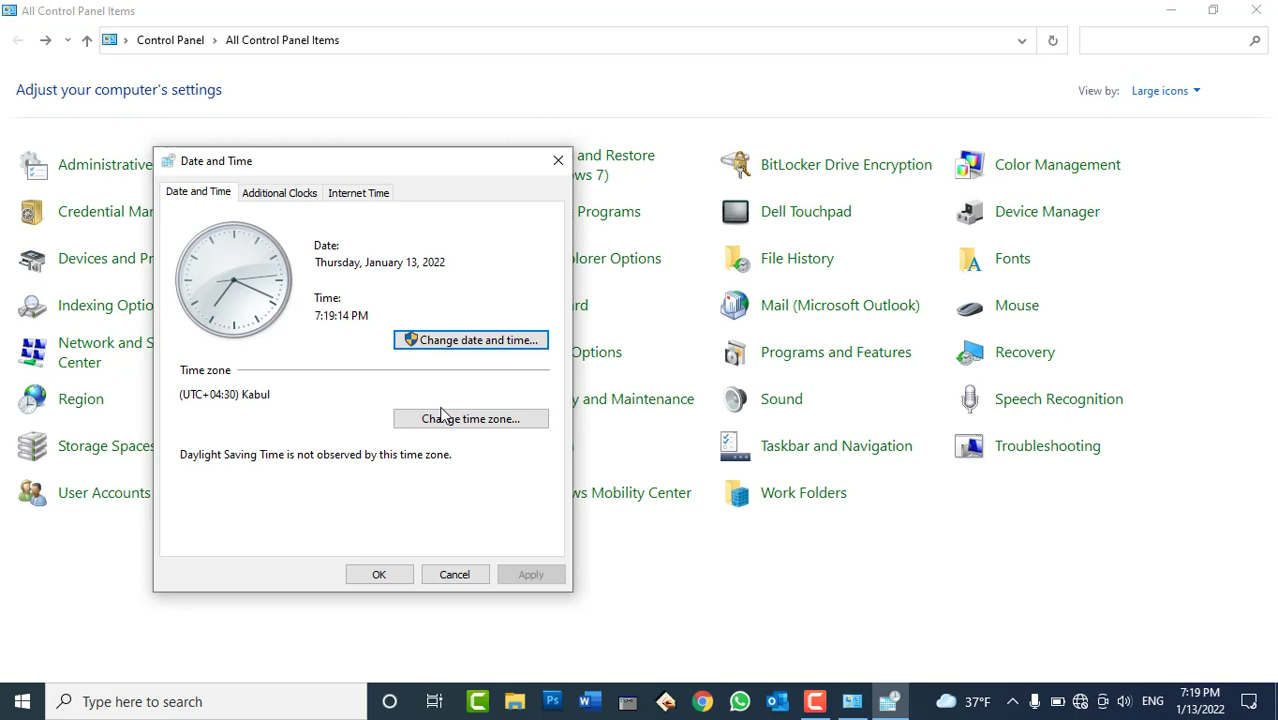 All Control Panel Items
Control Panel
All Control Panel Items
Adjust your computer's settings
View by: Large icons
Administrative
and Restore
ws 7)
BitLocker Drive Encryption
Color Management
Credential Ma
Programs
Dell Touchpad
Device Manager
Devices and Pr
plorer Options
File History
Fonts
Indexing Optio
rd
Mail (Microsoft Outlook)
Mouse
Network and S
Center
Options
Programs and Features
Recovery
Region
y and Maintenance
Sound
Speech Recognition
Storage Spaces
Taskbar and Navigation
Troubleshooting
User Accounts
ws Mobility Center
Work Folders
Date and Time
Date and Time
Additional Clocks
Internet Time
Date:
Thursday, January 13, 2022
Time:
7:19:14 PM
Change date and time...
Time zone
(UTC+04:30) Kabul
Change time zone...
Daylight Saving Time is not observed by this time zone.
OK
Cancel
Apply
Type here to search
37°F
ENG
7:19 PM
1/13/2022